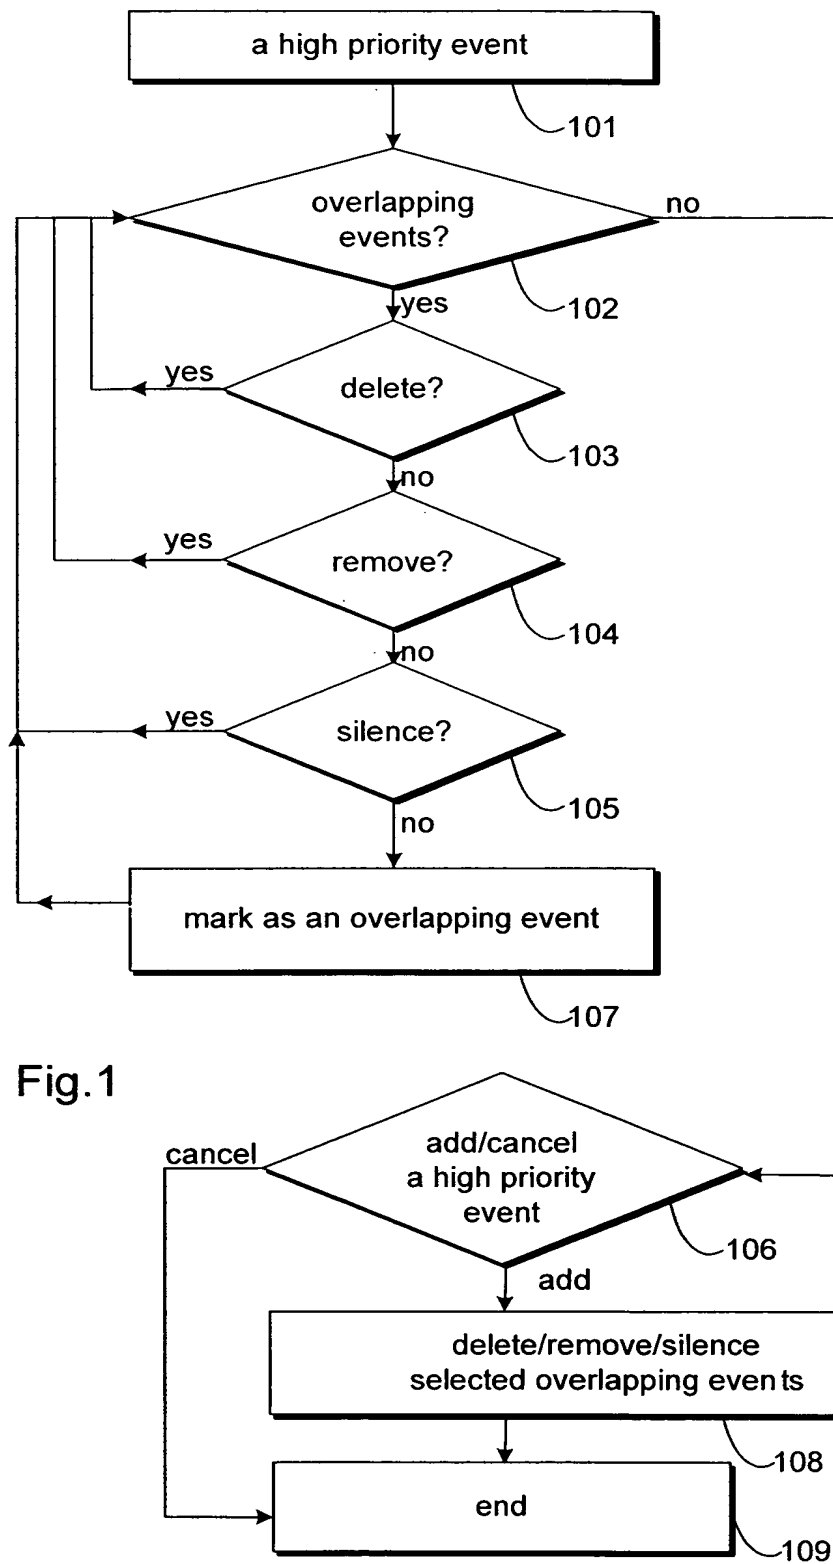 a high priority event
101
overlapping
events?
no
102
yes
yes
delete?
103
no
yes
remove?
104
no
yes
silence?
105
no
mark as an overlapping event
107
Fig.1
cancel
add/cancel
a high priority
event
106
add
delete/remove/silence
selected overlapping events
108
end
109